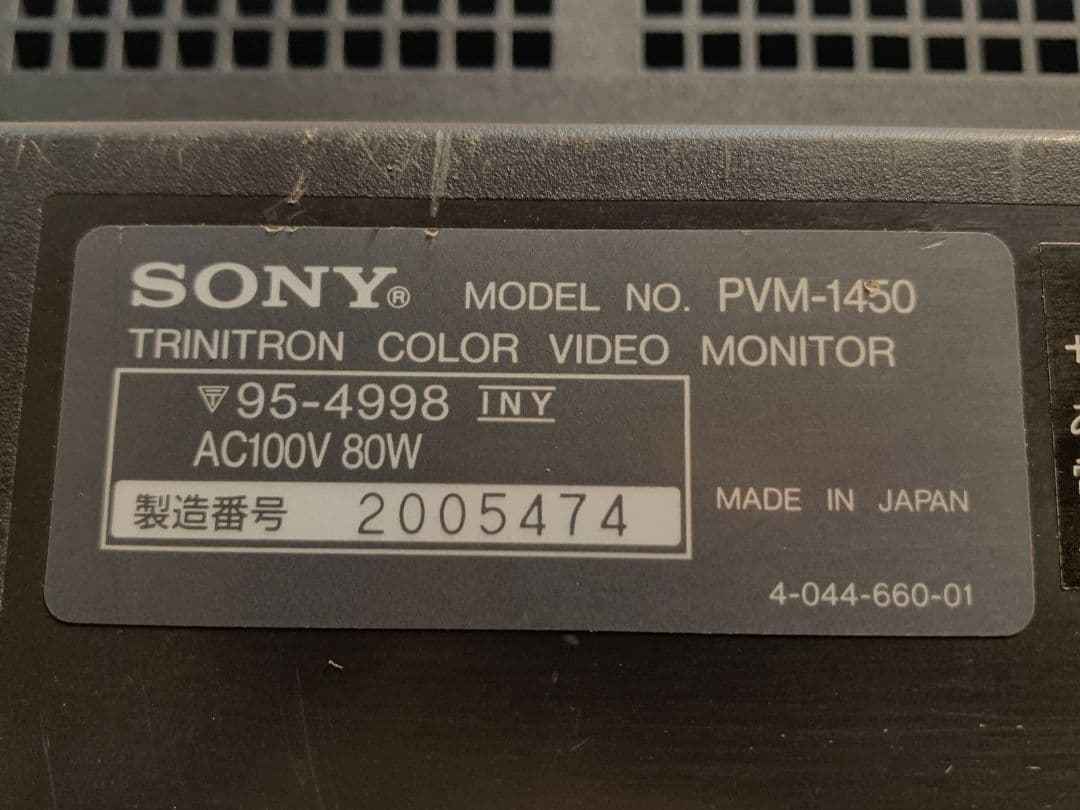 SONY® MODEL NO. PVM-1450
TRINITRON COLOR VIDEO MONITOR
95-4998 INY
AC100V 80W
製造番号 2005474
MADE IN JAPAN
4-044-660-01